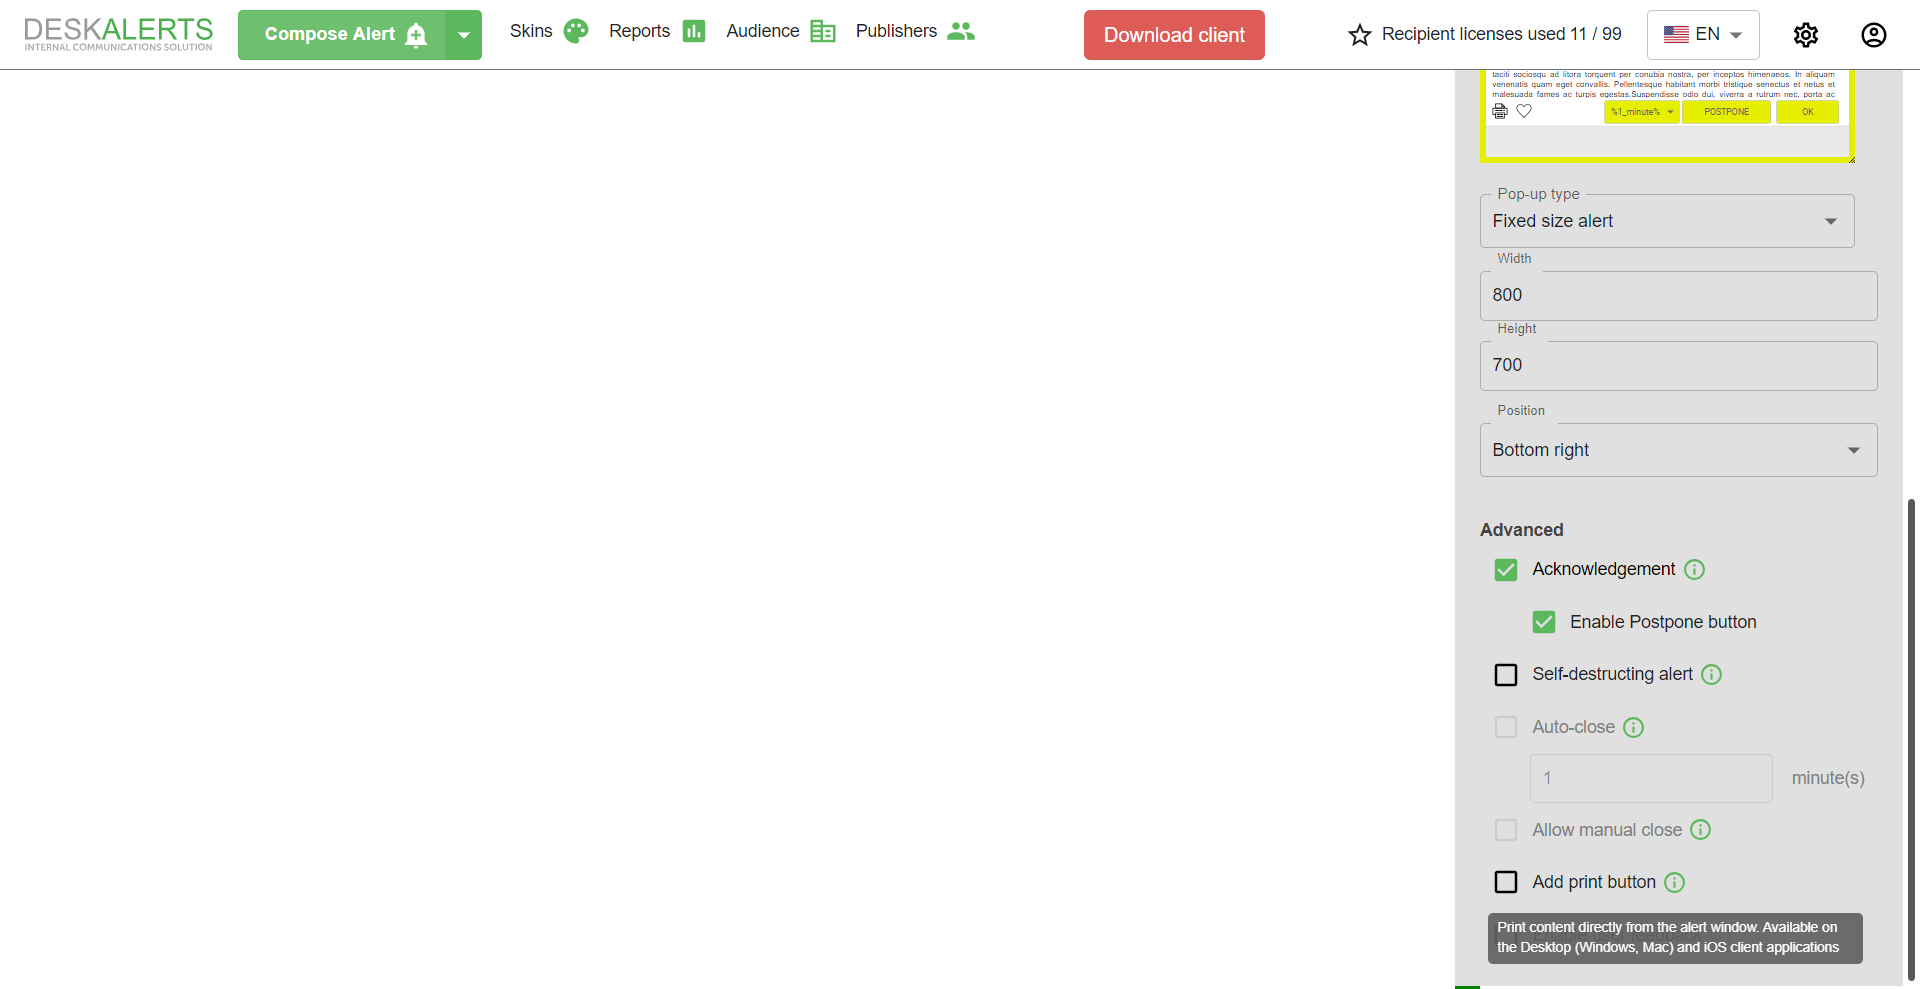 DESKALERTS
INTERNAL COMMUNICATIONS SOLUTION
Compose Alert
Skins
Reports
Audience
Publishers
Download client
Recipient licenses used 11 / 99
EN
taciti sociosqu ad litora torquent per conubia nostra, per inceptos himenaeos. In aliquam
venenatis quam eget convallis. Pellentesque habitant morbi tristique senectus et netus et
malesuada fames ac turpis egestas.Suspendisse odio dui, viverra a rutrum nec, porta ac
%1_minute%
POSTPONE
OK
Pop-up type
Fixed size alert
Width
800
Height
700
Position
Bottom right
Advanced
Acknowledgement
Enable Postpone button
Self-destructing alert
Auto-close
1
minute(s)
Allow manual close
Add print button
Print content directly from the alert window. Available on
the Desktop (Windows, Mac) and iOS client applications